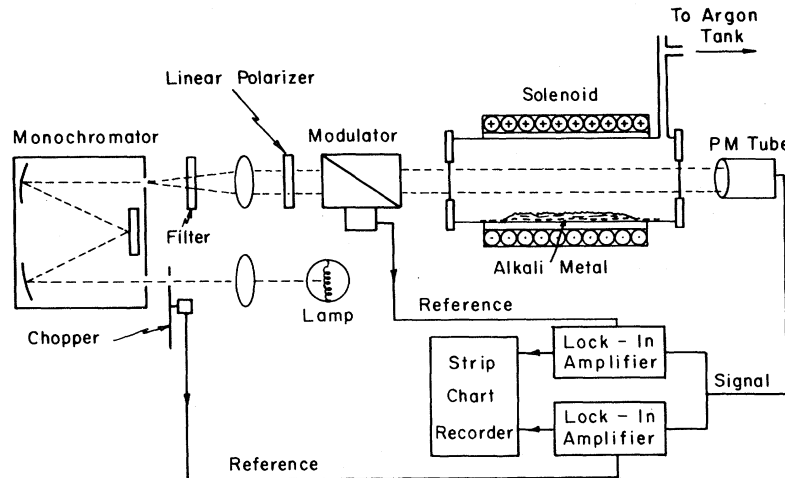 To Argon
Tank
Linear Polarizer
Solenoid
Monochromator
Modulator
PM Tube
Filter
Alkali Metal
Lamp
Reference
Chopper
Lock - In
Amplifier
Strip
Chart
Recorder
Signal
Lock - In
Amplifier
Reference